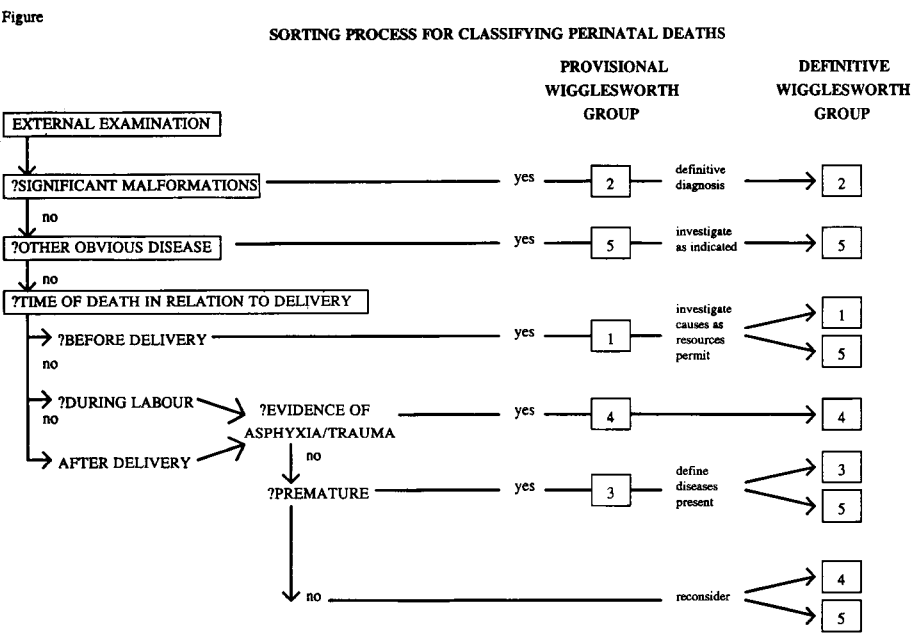 Figure
SORTING PROCESS FOR CLASSIFYING PERINATAL DEATHS
PROVISIONAL
WIGGLESWORTH
GROUP
DEFINITIVE
WIGGLESWORTH
GROUP
EXTERNAL EXAMINATION
?SIGNIFICANT MALFORMATIONS
yes
2
definitive
diagnosis
2
no
?OTHER OBVIOUS DISEASE
yes
5
investigate
as indicated
5
no
?TIME OF DEATH IN RELATION TO DELIVERY
?BEFORE DELIVERY
yes
1
investigate
causes as
resources
permit
1
5
no
?DURING LABOUR
no
AFTER DELIVERY
?EVIDENCE OF
ASPHYXIA/TRAUMA
yes
4
4
no
?PREMATURE
yes
3
define
diseases
present
3
5
no
reconsider
4
5